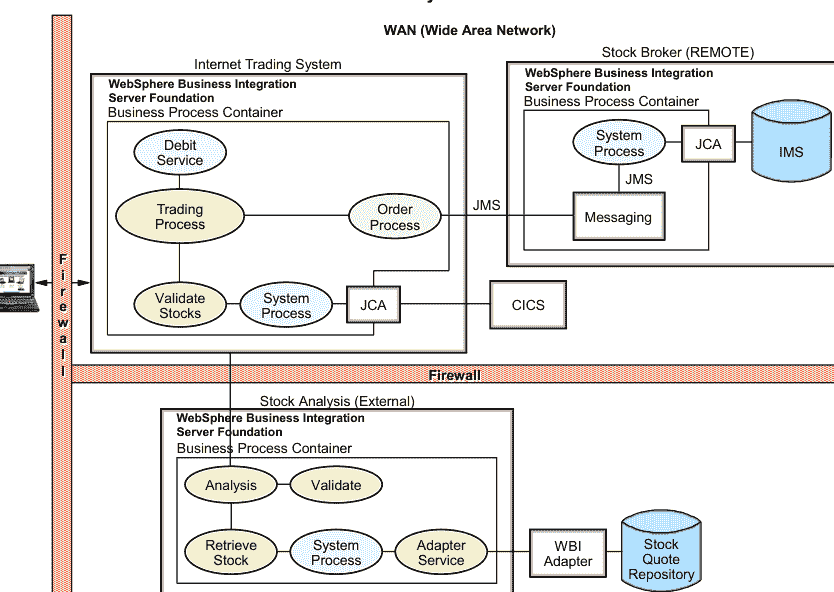 WAN (Wide Area Network)
Internet Trading System
WebSphere Business Integration
Server Foundation
Business Process Container
Debit
Service
Trading
Process
Order
Process
Validate
Stocks
System
Process
JCA
JMS
CICS
Stock Broker (REMOTE)
WebSphere Business Integration
Server Foundation
Business Process Container
System
Process
JCA
IMS
JMS
Messaging
Firewall
Firewall
Stock Analysis (External)
WebSphere Business Integration
Server Foundation
Business Process Container
Analysis
Validate
Retrieve
Stock
System
Process
Adapter
Service
WBI
Adapter
Stock
Quote
Repository